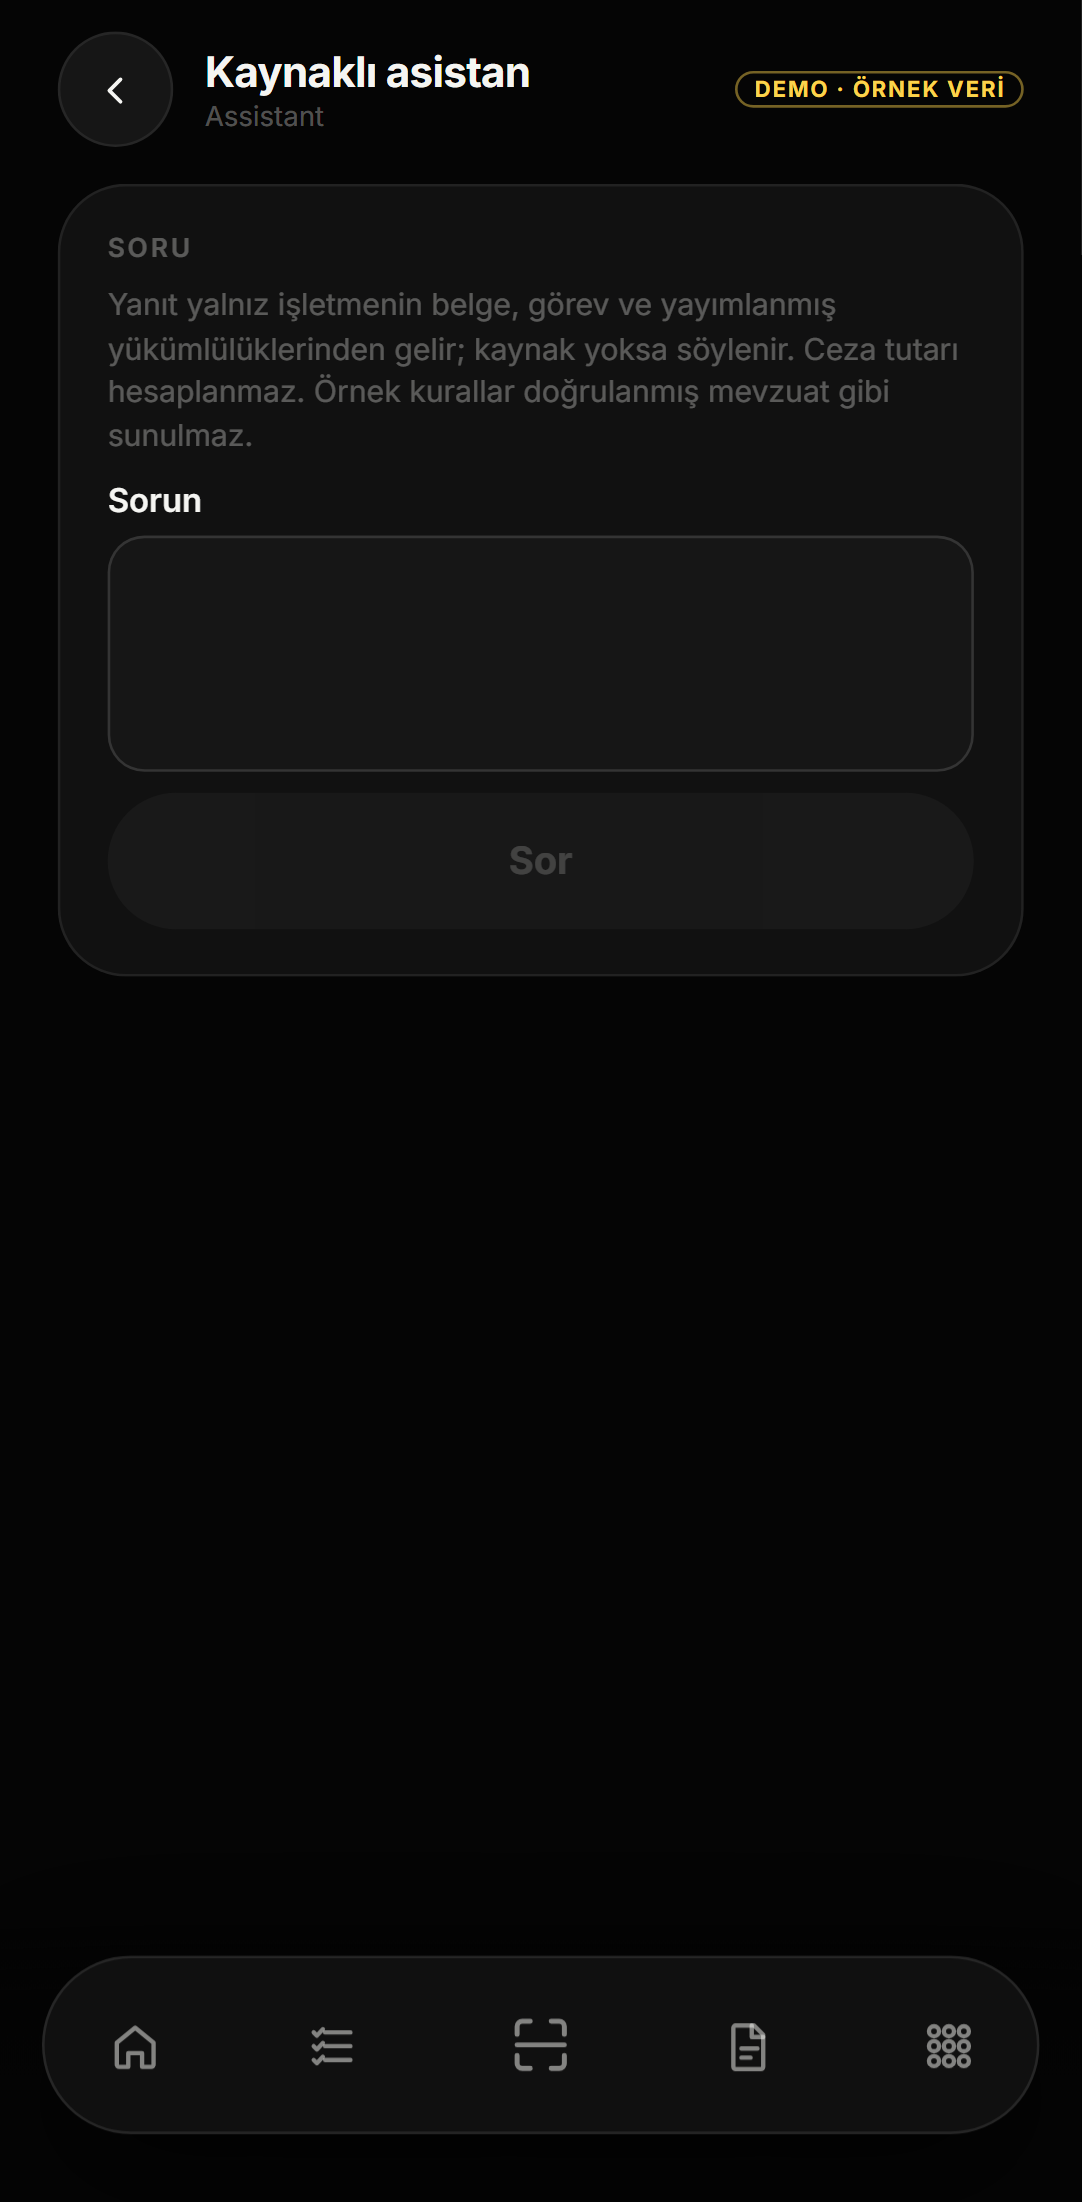 Kaynaklı asistan
Assistant
DEMO · ÖRNEK VERİ
SORU
Yanıt yalnız işletmenin belge, görev ve yayımlanmış
yükümlülüklerinden gelir; kaynak yoksa söylenir. Ceza tutarı
hesaplanmaz. Örnek kurallar doğrulanmış mevzuat gibi
sunulmaz.
Sorun
Sor